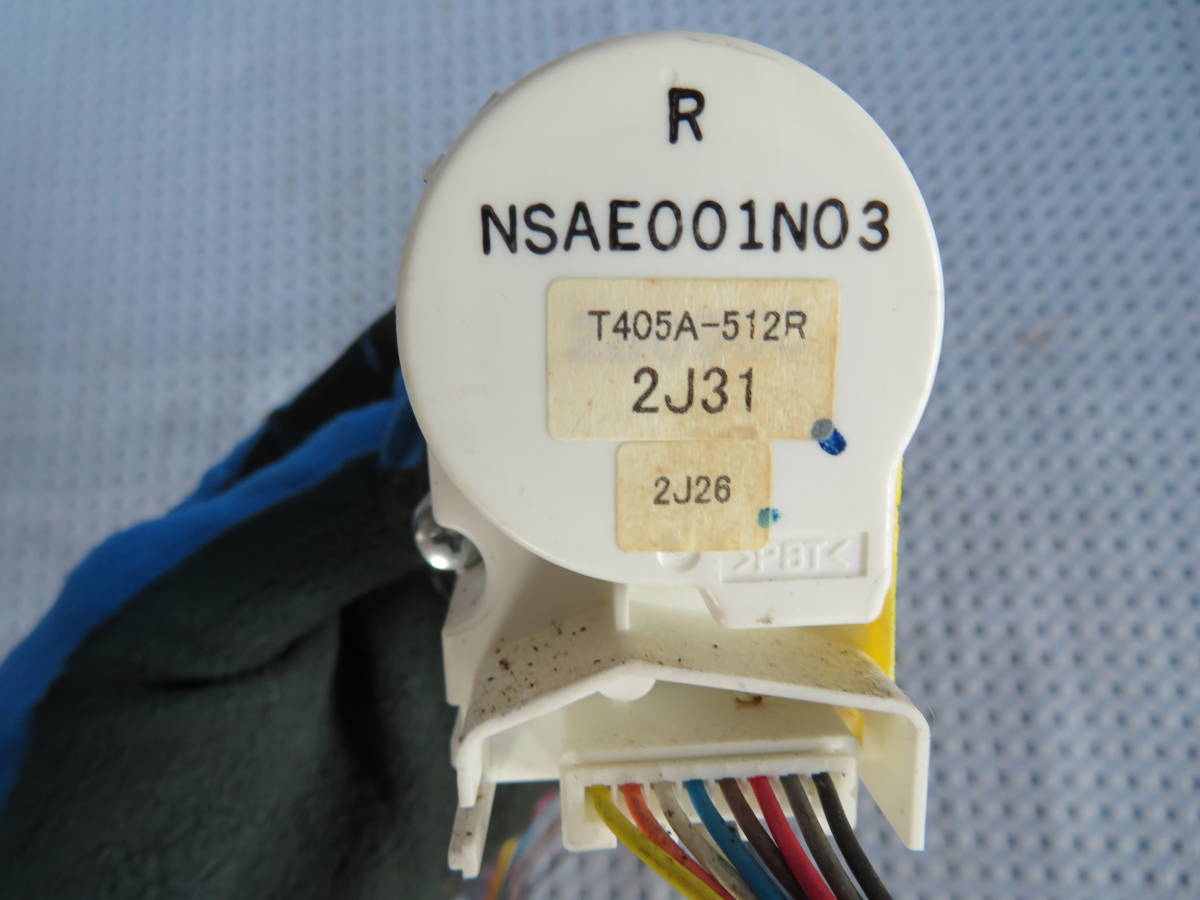 R
NSAE001N03
T405A-512R
2J31
2J26
>PBT<